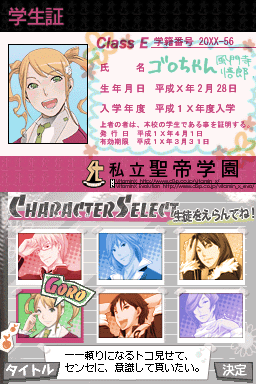 学生証
Class E 学籍番号 20XX-56
氏 名 ゴロちゃん 風門寺悟郎
生年月日 平成X年2月28日
入学年度 平成1X年度入学
上の者は、本校の学生である事を証明する。
発行日 平成1X年4月1日
有効期限 平成1X年3月31日
私立聖帝学園
CHARACTER SELECT 生徒をえらんでね!
GORO
タイトル
一一頼りになるトコ見せて、
センセに、意識して貰いたい。
決定